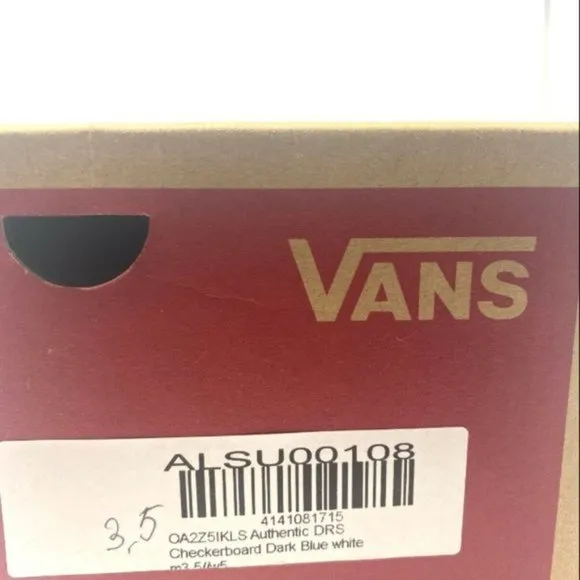 VANS
ALSU00108
4141081715
3,5
OA2Z5IKLS Authentic DRS
Checkerboard Dark Blue white